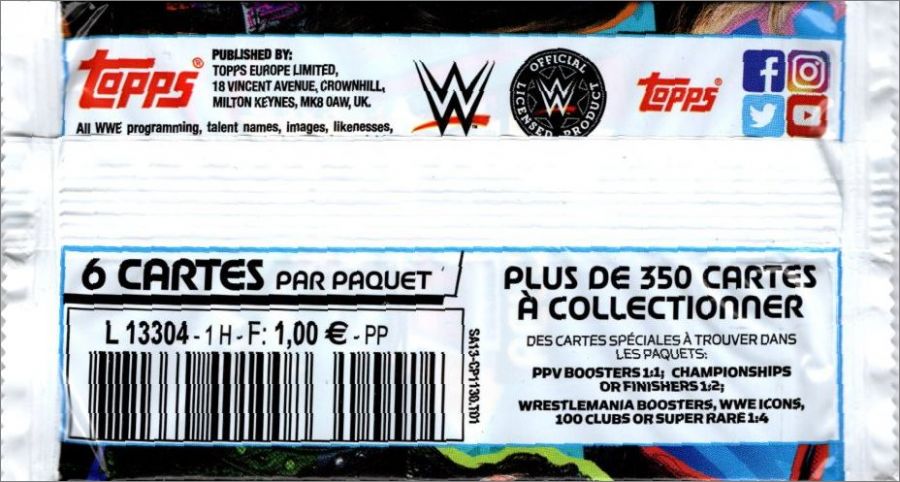 topps®
PUBLISHED BY:
TOPPS EUROPE LIMITED,
18 VINCENT AVENUE, CROWNHILL,
MILTON KEYNES, MK8 0AW, UK.
All WWE programming, talent names, images, likenesses,
W
TM
OFFICIAL
W
LICENSED PRODUCT
topps®
6 CARTES PAR PAQUET
L 13304 - 1 H - F: 1,00 € - PP
SA13-CP1130.T01
PLUS DE 350 CARTES
À COLLECTIONNER
DES CARTES SPÉCIALES À TROUVER DANS
LES PAQUETS:
PPV BOOSTERS 1:1; CHAMPIONSHIPS
OR FINISHERS 1:2;
WRESTLEMANIA BOOSTERS, WWE ICONS,
100 CLUBS OR SUPER RARE 1:4